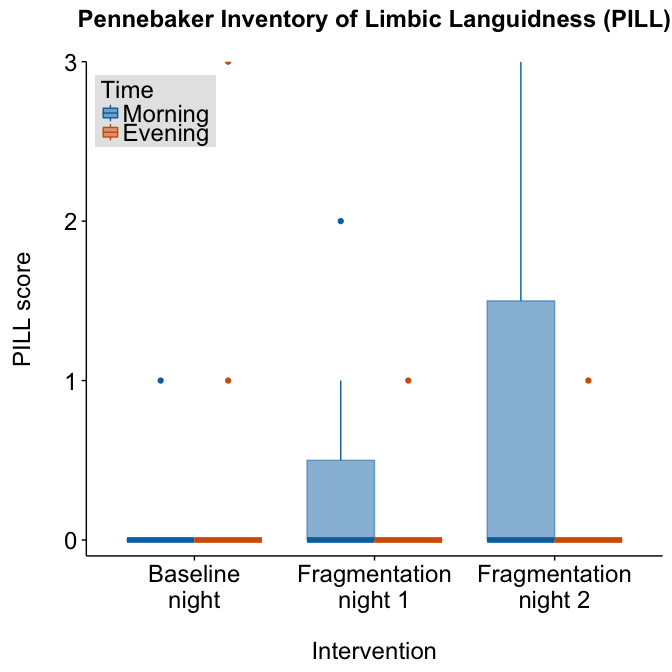 Pennebaker Inventory of Limbic Languidness (PILL)
3
Time
Morning
Evening
2
PILL score
1
0
Baseline night
Fragmentation night 1
Fragmentation night 2
Intervention